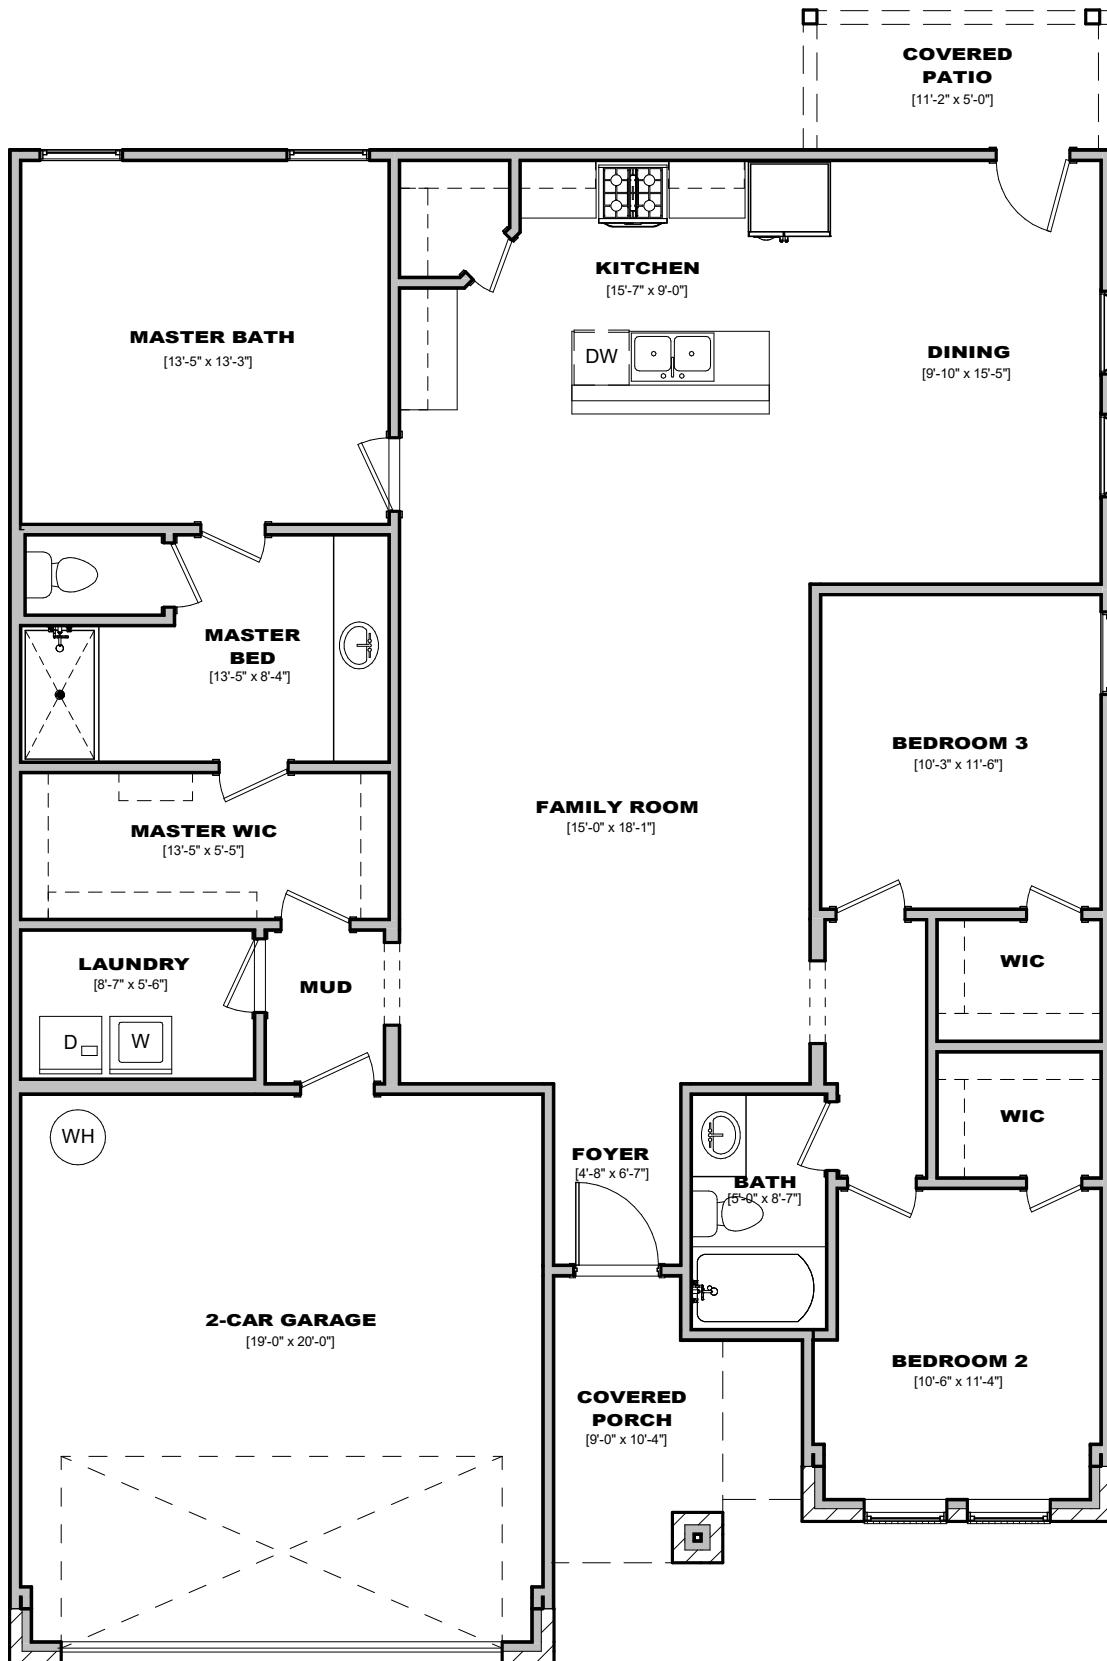 COVERED
PATIO
[11'-2" x 5'-0"]
KITCHEN
[15'-7" x 9'-0"]
MASTER BATH
[13'-5" x 13'-3"]
DW
DINING
[9'-10" x 15'-5"]
MASTER
BED
[13'-5" x 8'-4"]
BEDROOM 3
[10'-3" x 11'-6"]
FAMILY ROOM
[15'-0" x 18'-1"]
MASTER WIC
[13'-5" x 5'-5"]
LAUNDRY
[8'-7" x 5'-6"]
MUD
WIC
D
W
WIC
WH
FOYER
[4'-8" x 6'-7"]
BATH
[5'-0" x 8'-7"]
2-CAR GARAGE
[19'-0" x 20'-0"]
BEDROOM 2
[10'-6" x 11'-4"]
COVERED
PORCH
[9'-0" x 10'-4"]